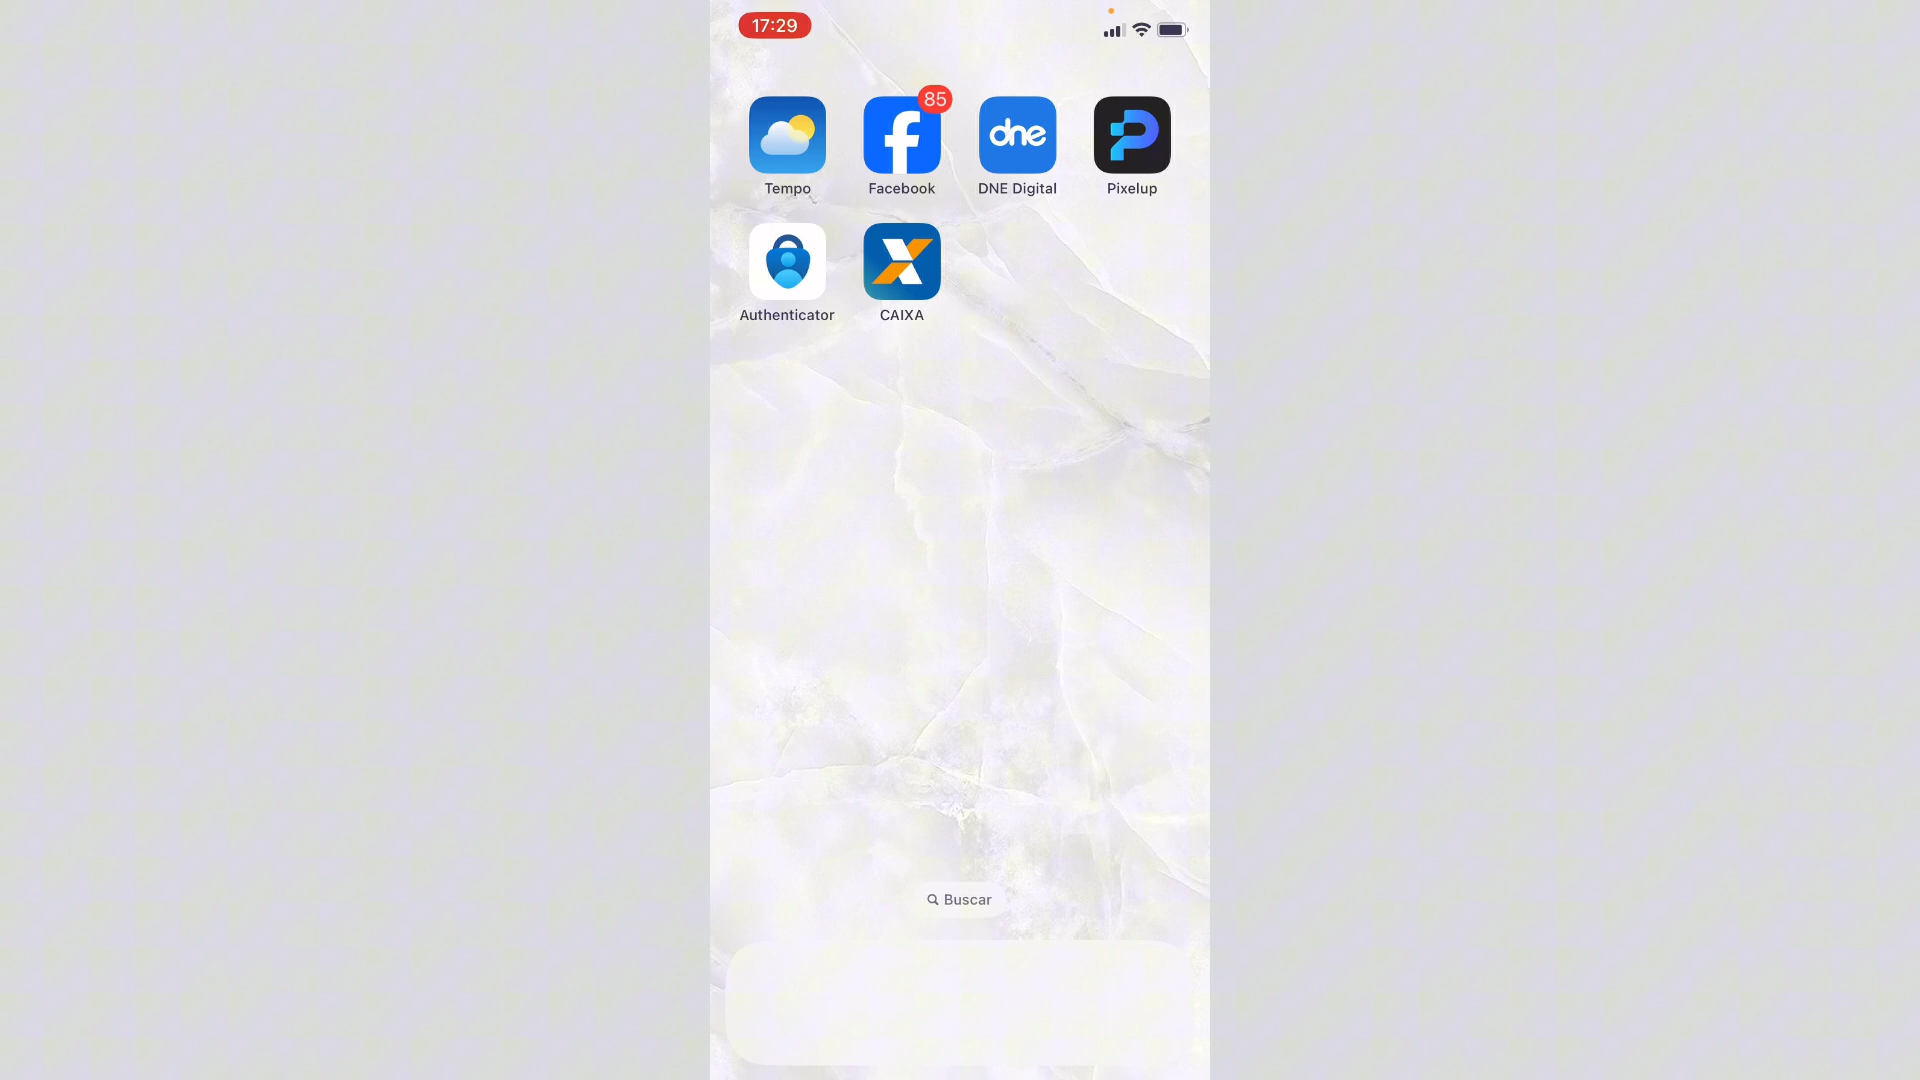 17:29
85
dne
Tempo
Facebook
DNE Digital
Pixelup
Authenticator
CAIXA
Buscar